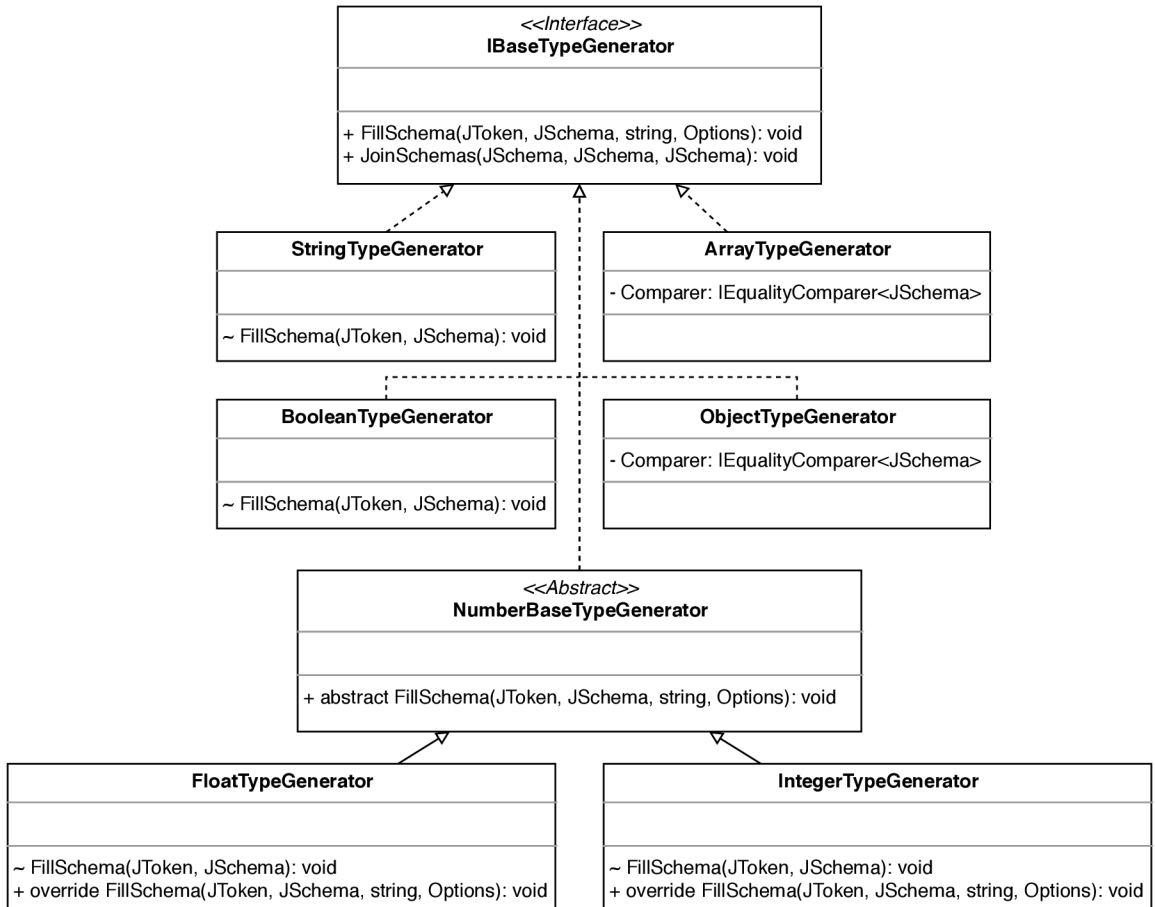 <<Interface>>
IBaseTypeGenerator
+ FillSchema(JToken, JSchema, string, Options): void
+ JoinSchemas(JSchema, JSchema, JSchema): void
StringTypeGenerator
~ FillSchema(JToken, JSchema): void
ArrayTypeGenerator
- Comparer: IEqualityComparer<JSchema>
BooleanTypeGenerator
~ FillSchema(JToken, JSchema): void
ObjectTypeGenerator
- Comparer: IEqualityComparer<JSchema>
<<Abstract>>
NumberBaseTypeGenerator
+ abstract FillSchema(JToken, JSchema, string, Options): void
FloatTypeGenerator
~ FillSchema(JToken, JSchema): void
+ override FillSchema(JToken, JSchema, string, Options): void
IntegerTypeGenerator
~ FillSchema(JToken, JSchema): void
+ override FillSchema(JToken, JSchema, string, Options): void